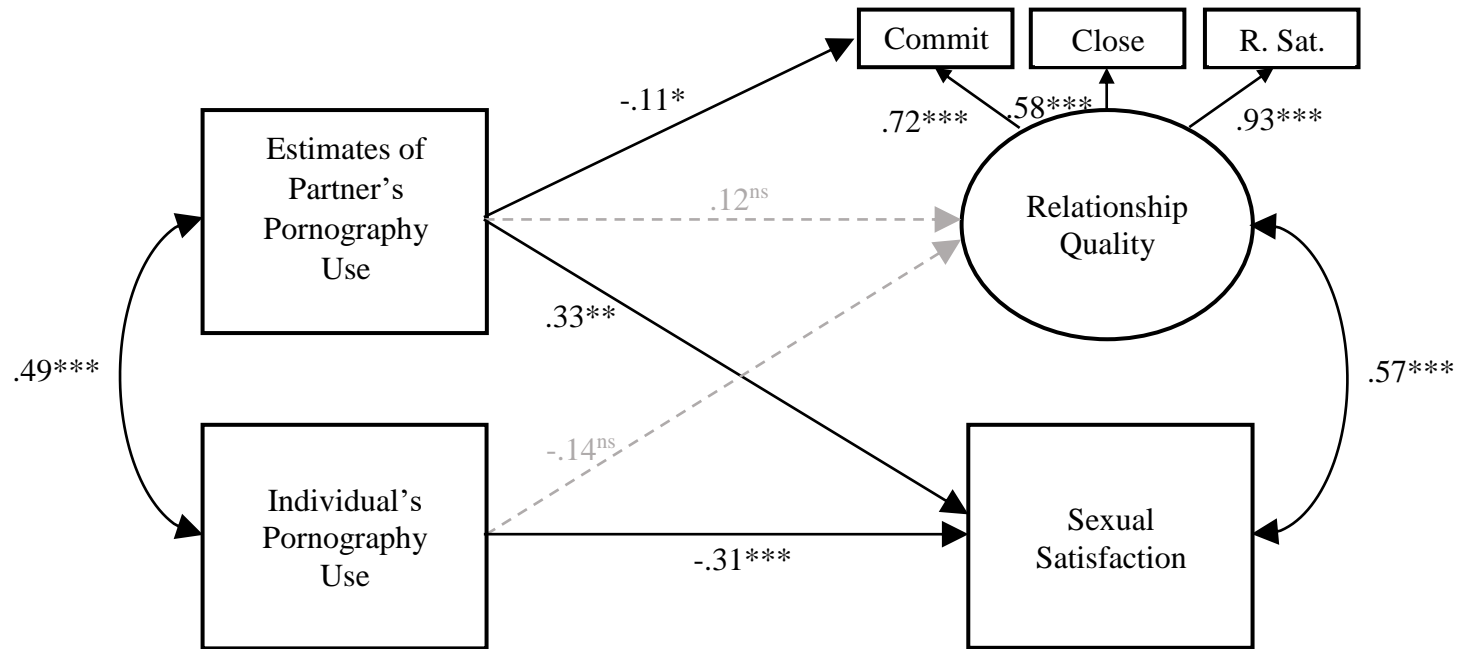 Commit
Close
R. Sat.
-.11*
.72***
.58***
.93***
Estimates of
Partner’s
Pornography
Use
.12ns
Relationship
Quality
.33**
.49***
.57***
-.14ns
Individual’s
Pornography
Use
-.31***
Sexual
Satisfaction